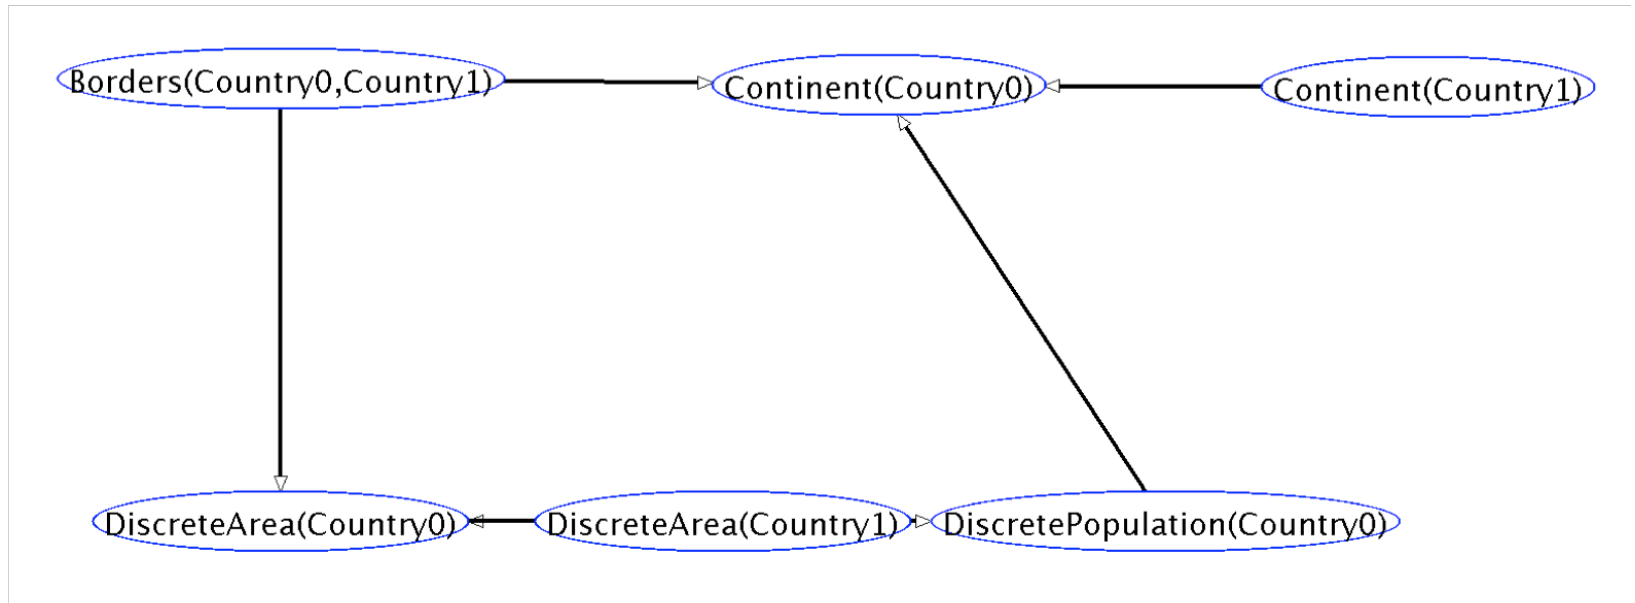 Borders(Country0,Country1)
Continent(Country0)
Continent(Country1)
DiscreteArea(Country0)
DiscreteArea(Country1)
DiscretePopulation(Country0)